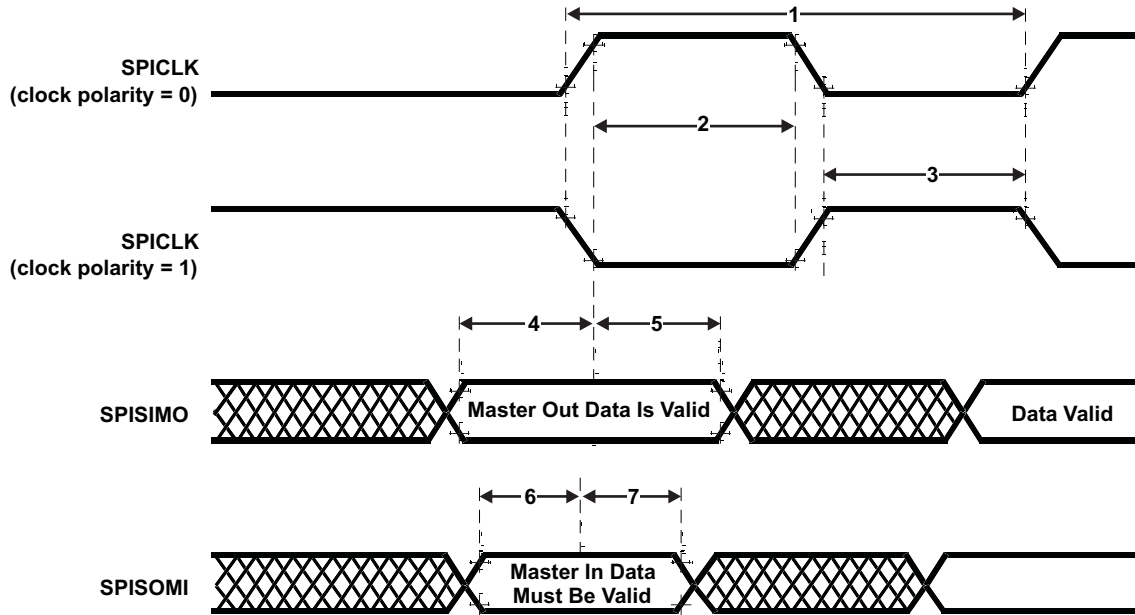 1
SPICLK
(clock polarity = 0)
2
3
SPICLK
(clock polarity = 1)
4
5
SPISIMO
Master Out Data Is Valid
Data Valid
6
7
SPISOMI
Master In Data
Must Be Valid